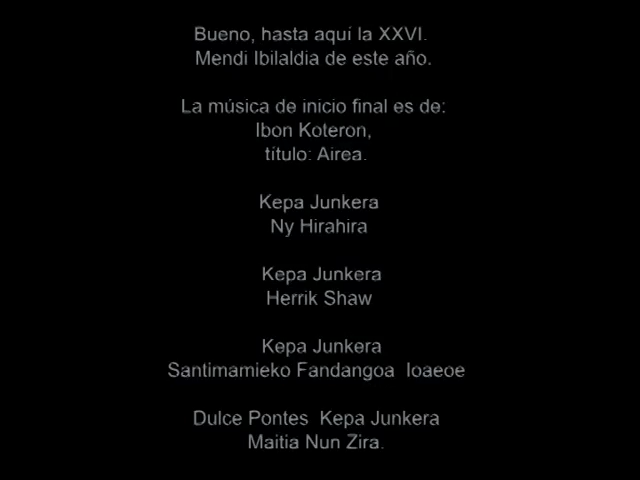 Bueno, hasta aquí la XXVI.
Mendi Ibilaldia de este año.
La música de inicio final es de:
Ibon Koteron,
título: Airea.
Kepa Junkera
Ny Hirahira
Kepa Junkera
Herrik Shaw
Kepa Junkera
Santimamieko Fandangoa Ioaeoe
Dulce Pontes Kepa Junkera
Maitia Nun Zira.